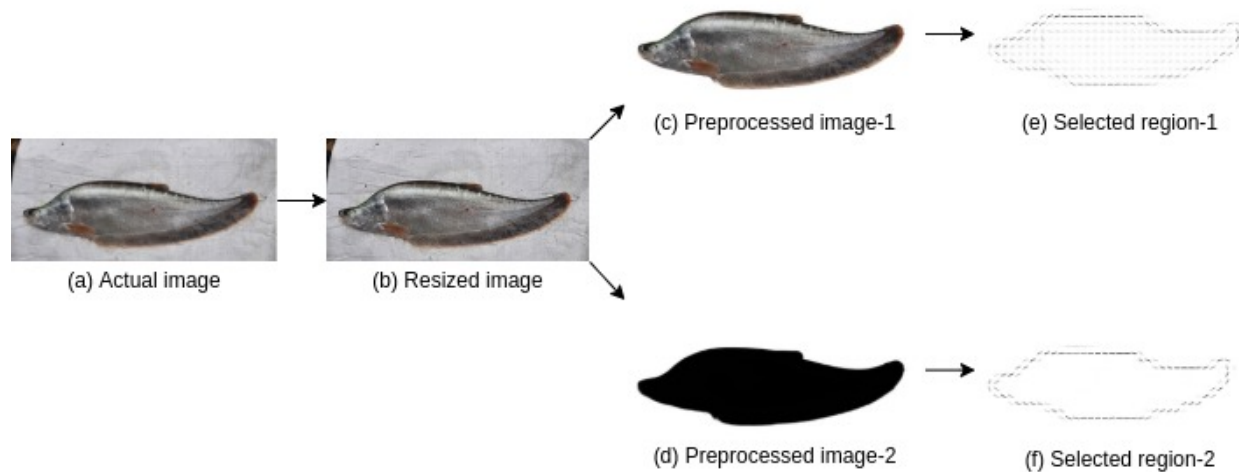 (c) Preprocessed image-1
(e) Selected region-1
(a) Actual image
(b) Resized image
(d) Preprocessed image-2
(f) Selected region-2